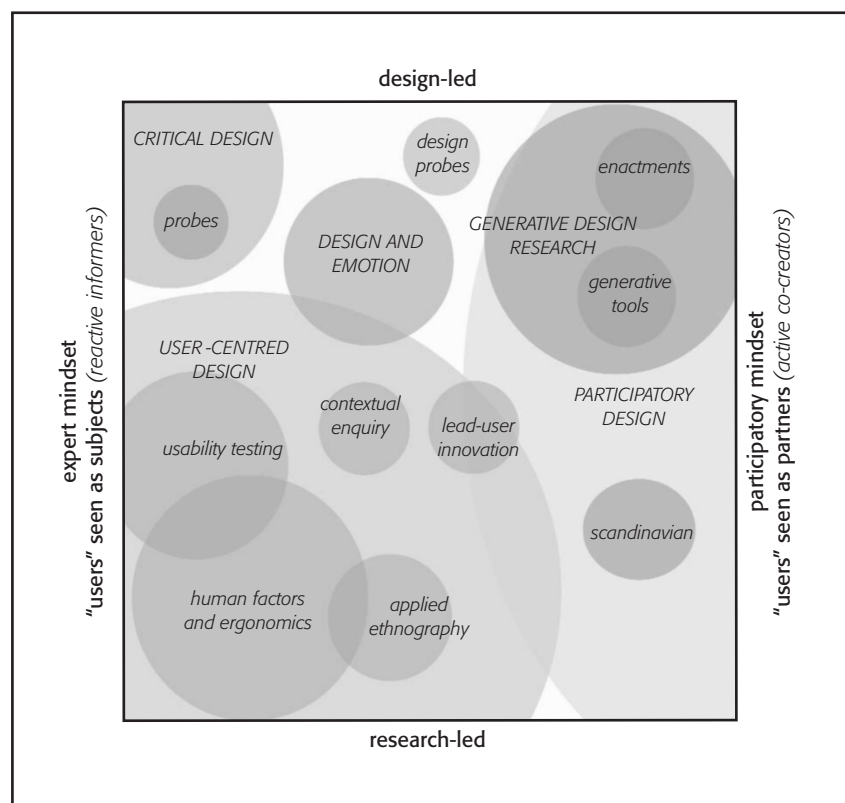 design-led
CRITICAL DESIGN
probes
design
probes
DESIGN AND
EMOTION
enactments
GENERATIVE DESIGN
RESEARCH
generative
tools
expert mindset
"users" seen as subjects (reactive informers)
USER -CENTRED
DESIGN
usability testing
contextual
enquiry
lead-user
innovation
human factors
and ergonomics
applied
ethnography
PARTICIPATORY
DESIGN
scandinavian
participatory mindset
"users" seen as partners (active co-creators)
research-led